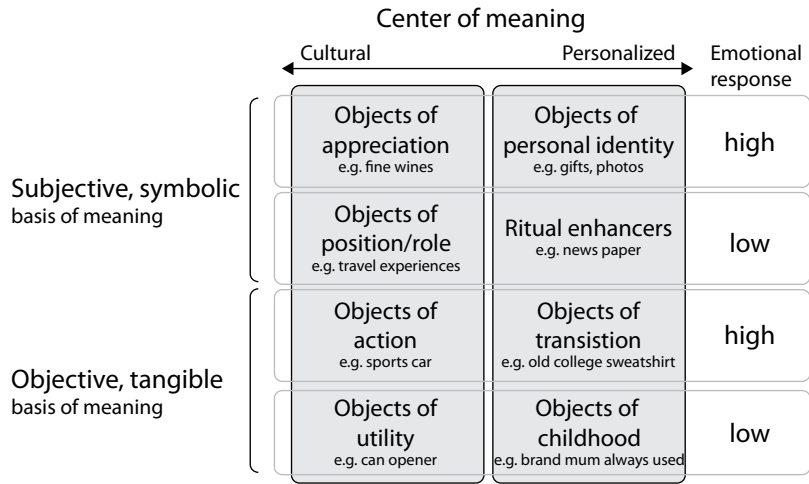 Center of meaning
Cultural
Personalized
Emotional
response
Objects of
appreciation
e.g. fine wines
Objects of
personal identity
e.g. gifts, photos
high
Subjective, symbolic
basis of meaning
Objects of
position/role
e.g. travel experiences
Ritual enhancers
e.g. news paper
low
Objects of
action
e.g. sports car
Objects of
transistion
e.g. old college sweatshirt
high
Objective, tangible
basis of meaning
Objects of
utility
e.g. can opener
Objects of
childhood
e.g. brand mum always used
low